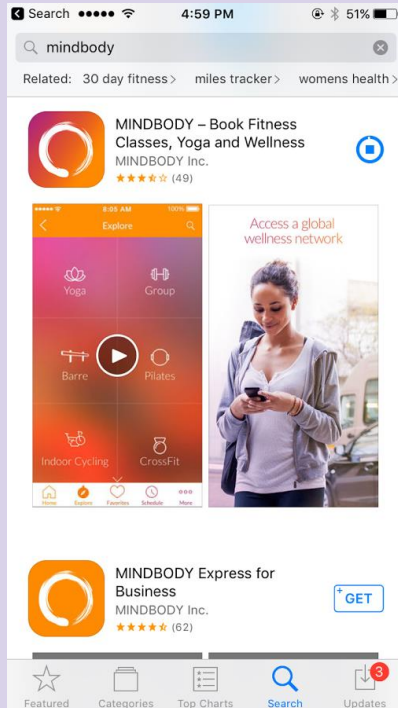 Search 4:59 PM 51%
mindbody
Related: 30 day fitness > miles tracker > womens health >
MINDBODY – Book Fitness
Classes, Yoga and Wellness
MINDBODY Inc.
(49)
8:05 AM 100%
Explore
Yoga Group
Barre Pilates
Indoor Cycling CrossFit
Home Explore Favorites Schedule More
Access a global
wellness network
MINDBODY Express for
Business
MINDBODY Inc.
(62)
+ GET
3
Featured Categories Top Charts Search Updates